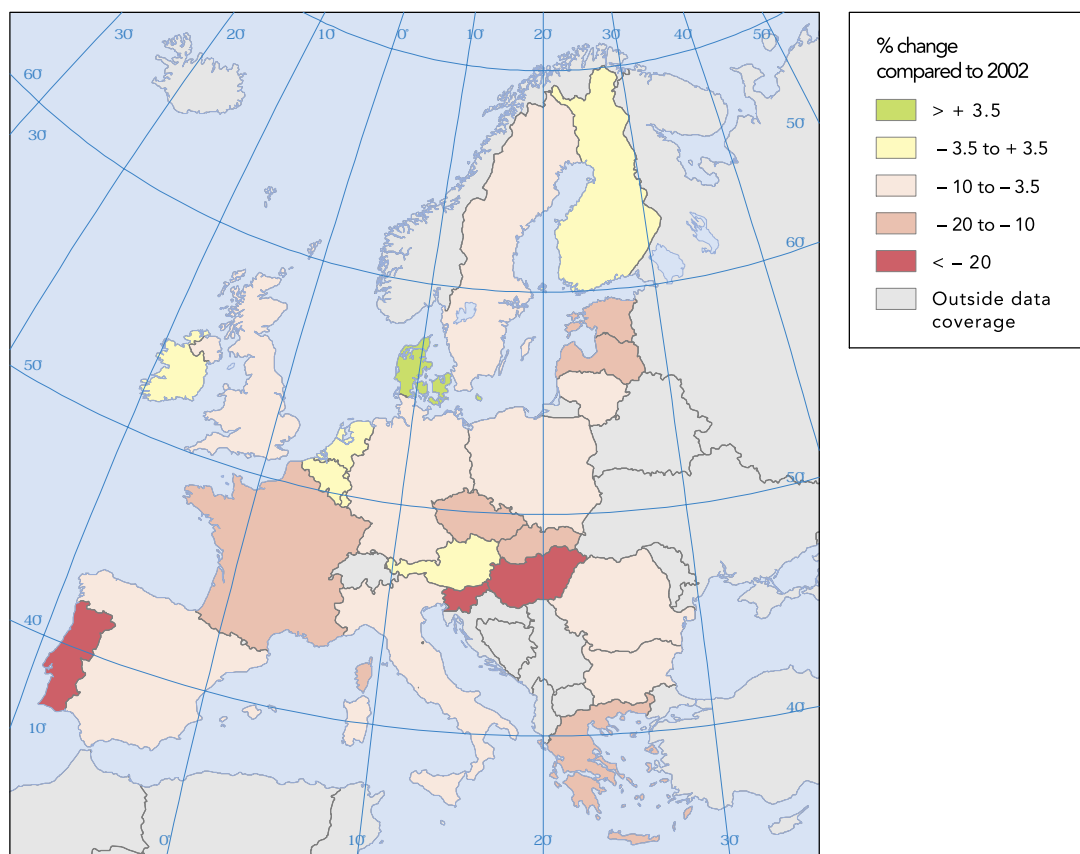 30° 20° 10° 0° 10° 20° 30° 40° 50°
60°
30°
50°
60°
50°
50°
40°
40°
10°
0° 10° 20° 30°
% change
compared to 2002
> + 3.5
– 3.5 to + 3.5
– 10 to – 3.5
– 20 to – 10
< – 20
Outside data
coverage